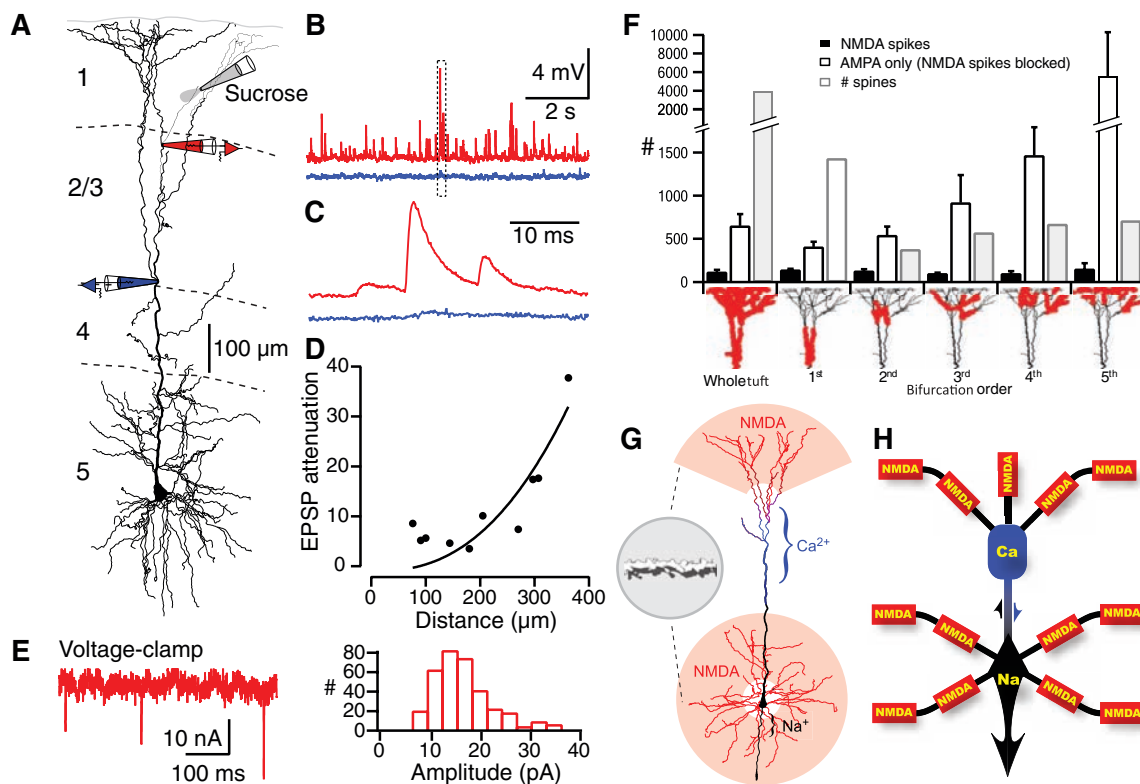 A
1
Sucrose
2/3
4
100 µm
5
B
4 mV
2 s
C
10 ms
D
40
30
20
10
0
EPSP attenuation
0 100 200 300 400
Distance (µm)
E
Voltage-clamp
10 nA
100 ms
#
80
60
40
20
0
0 10 20 30 40
Amplitude (pA)
F
NMDA spikes
AMPA only (NMDA spikes blocked)
# spines
#
10000
8000
6000
4000
2000
1500
1000
500
0
Whole tuft 1st 2nd 3rd 4th 5th
Bifurcation order
G
NMDA
Ca2+
NMDA
Na+
H
NMDA NMDA NMDA NMDA NMDA
Ca
NMDA NMDA NMDA NMDA
Na
NMDA NMDA NMDA NMDA